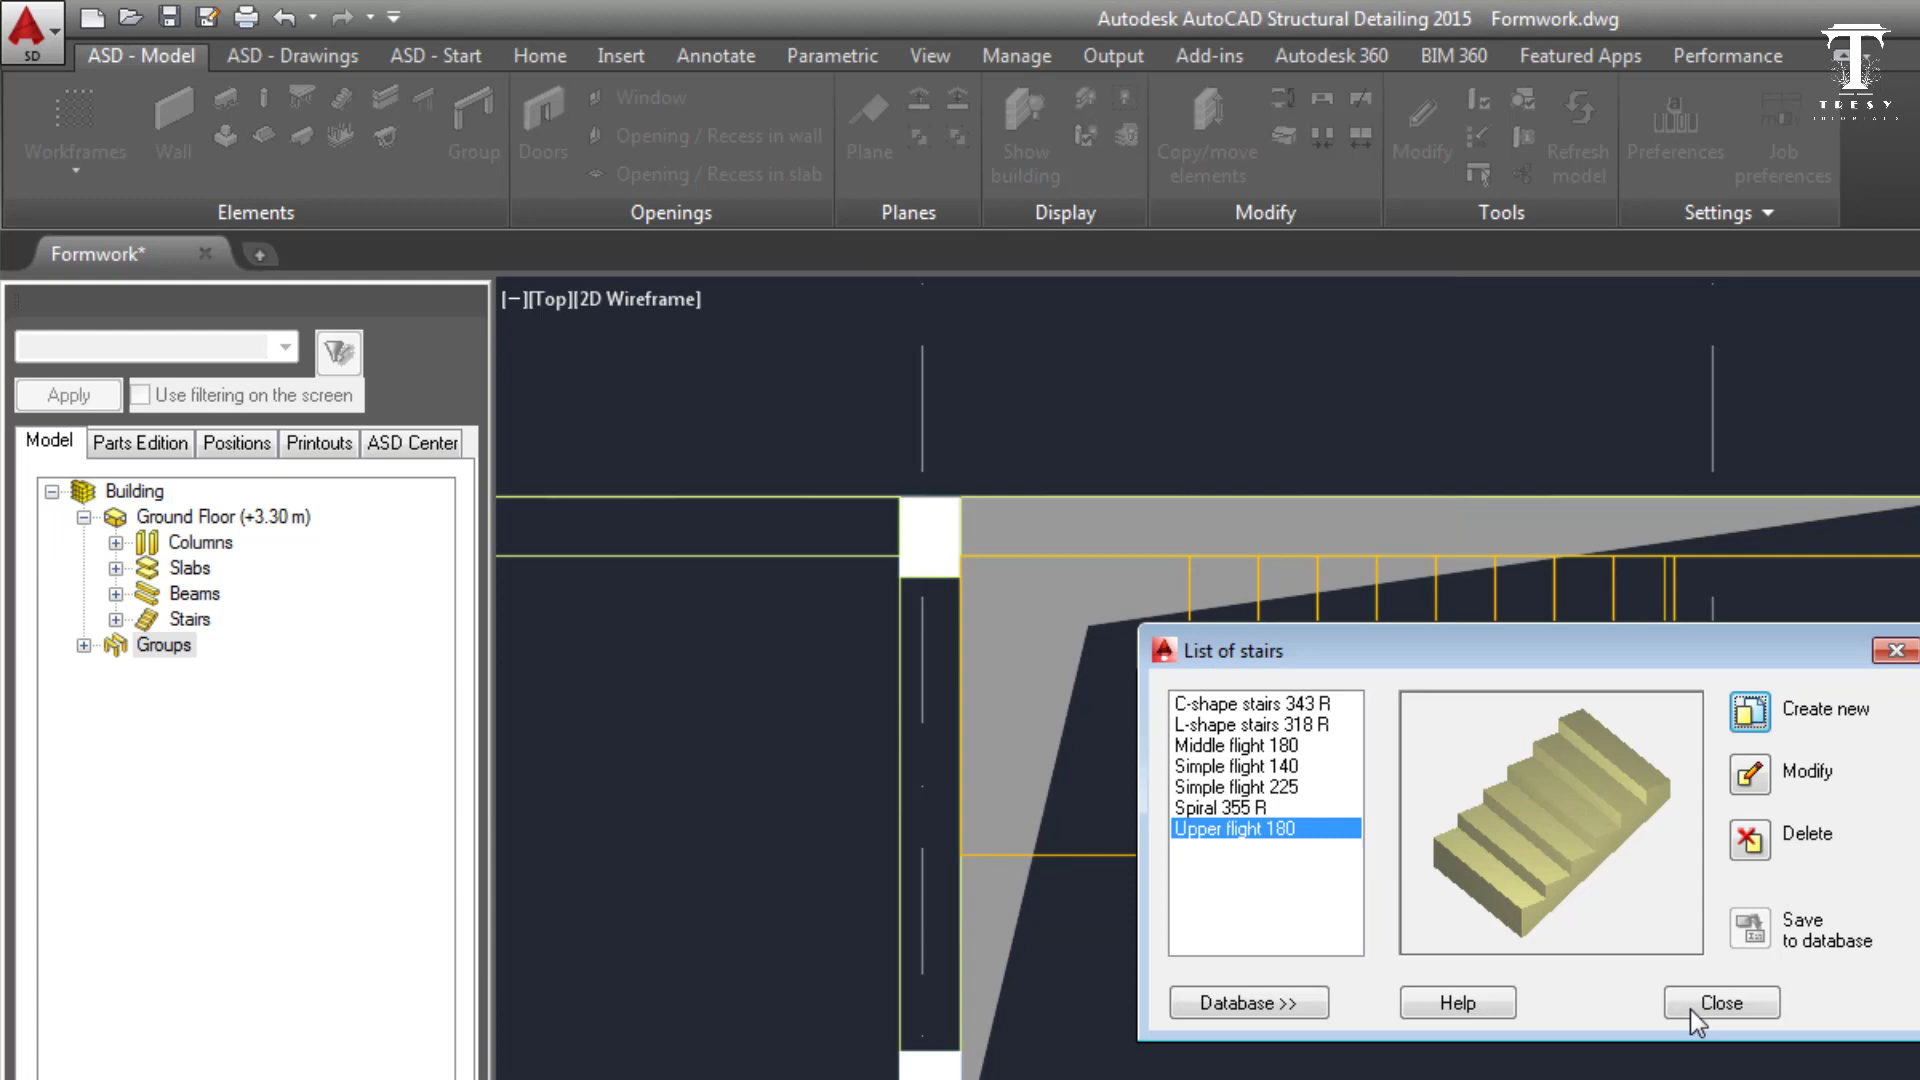 Autodesk AutoCAD Structural Detailing 2015 Formwork.dwg
SD
ASD - Model ASD - Drawings ASD - Start Home Insert Annotate Parametric View Manage Output Add-ins Autodesk 360 BIM 360 Featured Apps Performance
TRESY
TUTORIALS
Workframes Wall Group Doors Window
Opening / Recess in wall
Opening / Recess in slab
Plane Show building Copy/move elements Modify Refresh model Preferences Job preferences
Elements Openings Planes Display Modify Tools Settings
Formwork*
[−][Top][2D Wireframe]
Apply Use filtering on the screen
Model Parts Edition Positions Printouts ASD Center
Building
Ground Floor (+3.30 m)
Columns
Slabs
Beams
Stairs
Groups
List of stairs
C-shape stairs 343 R
L-shape stairs 318 R
Middle flight 180
Simple flight 140
Simple flight 225
Spiral 355 R
Upper flight 180
Create new
Modify
Delete
Save
to database
Database >> Help Close